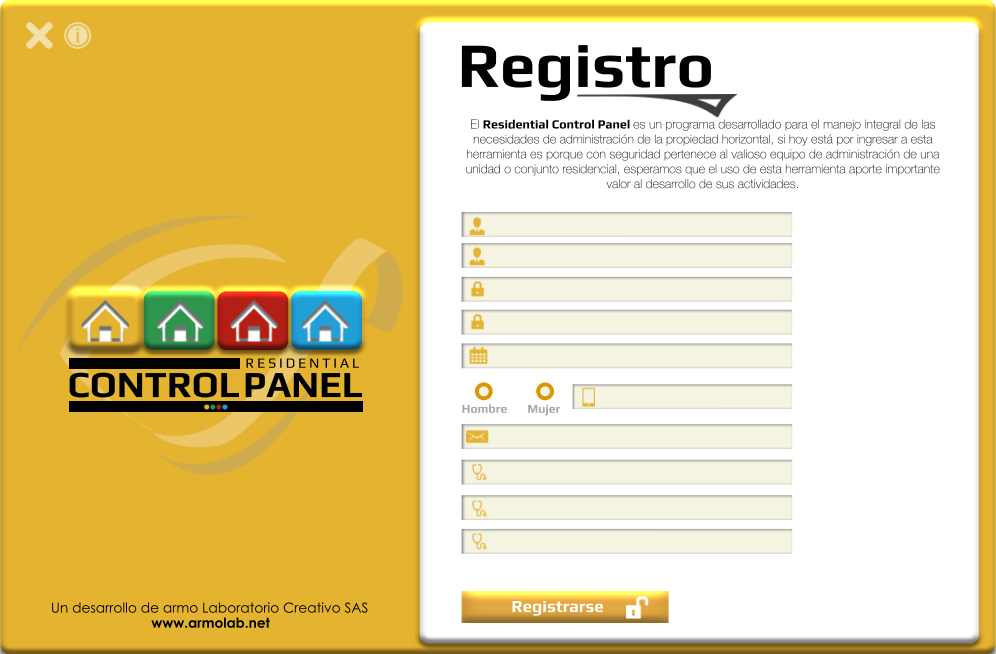 Registro
El Residential Control Panel es un programa desarrollado para el manejo integral de las
necesidades de administración de la propiedad horizontal, si hoy está por ingresar a esta
herramienta es porque con seguridad pertenece al valioso equipo de administración de una
unidad o conjunto residencial, esperamos que el uso de esta herramienta aporte importante
valor al desarrollo de sus actividades.
Hombre
Mujer
Registrarse
RESIDENTIAL
CONTROL PANEL
Un desarrollo de armo Laboratorio Creativo SAS
www.armolab.net